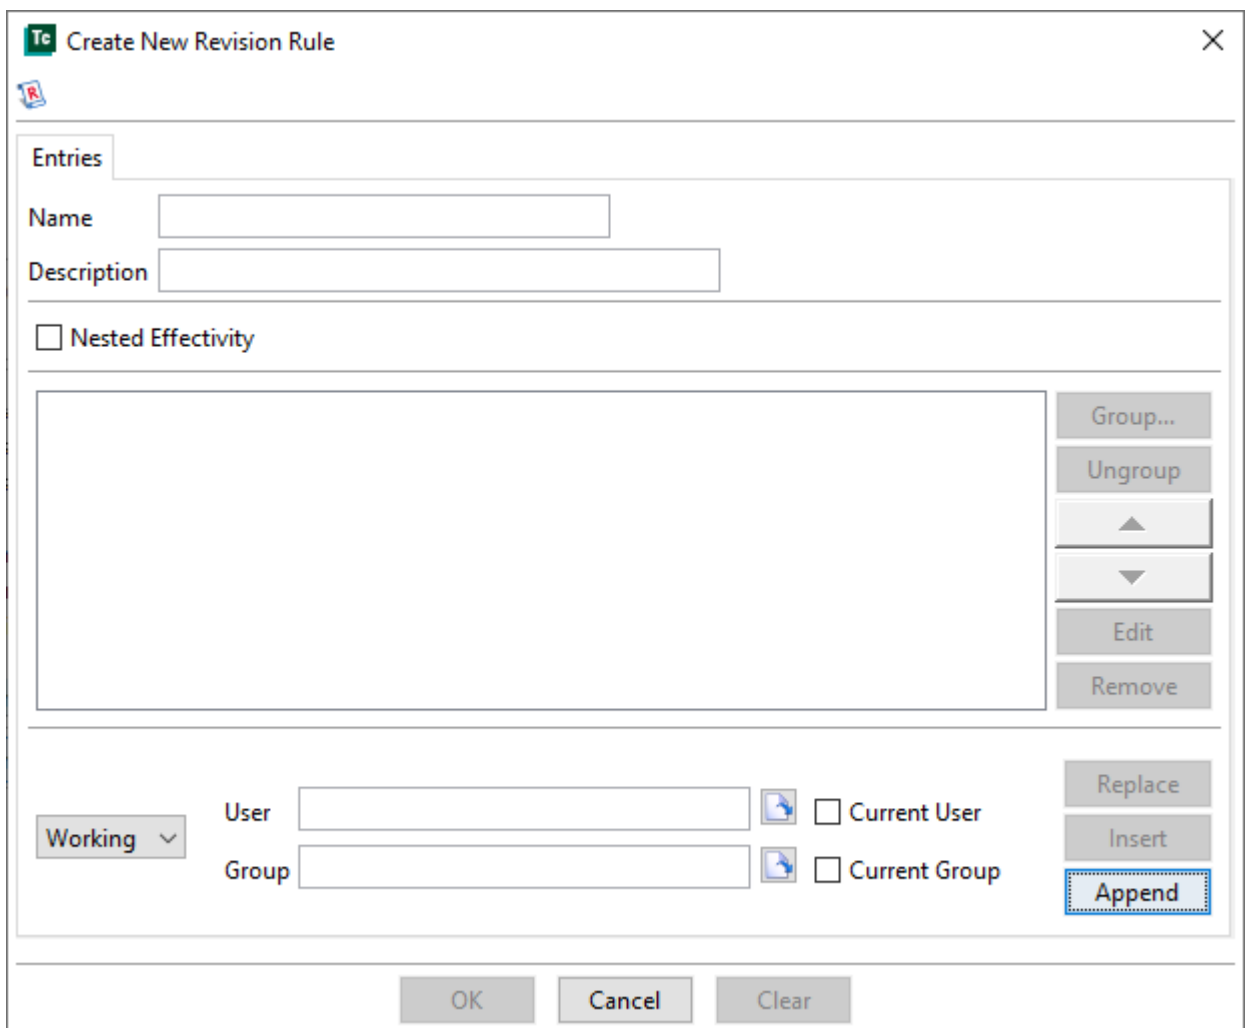 Tc Create New Revision Rule
R
Entries
Name
Description
Nested Effectivity
Group...
Ungroup
Edit
Remove
Working
User
Current User
Group
Current Group
Replace
Insert
Append
OK Cancel Clear